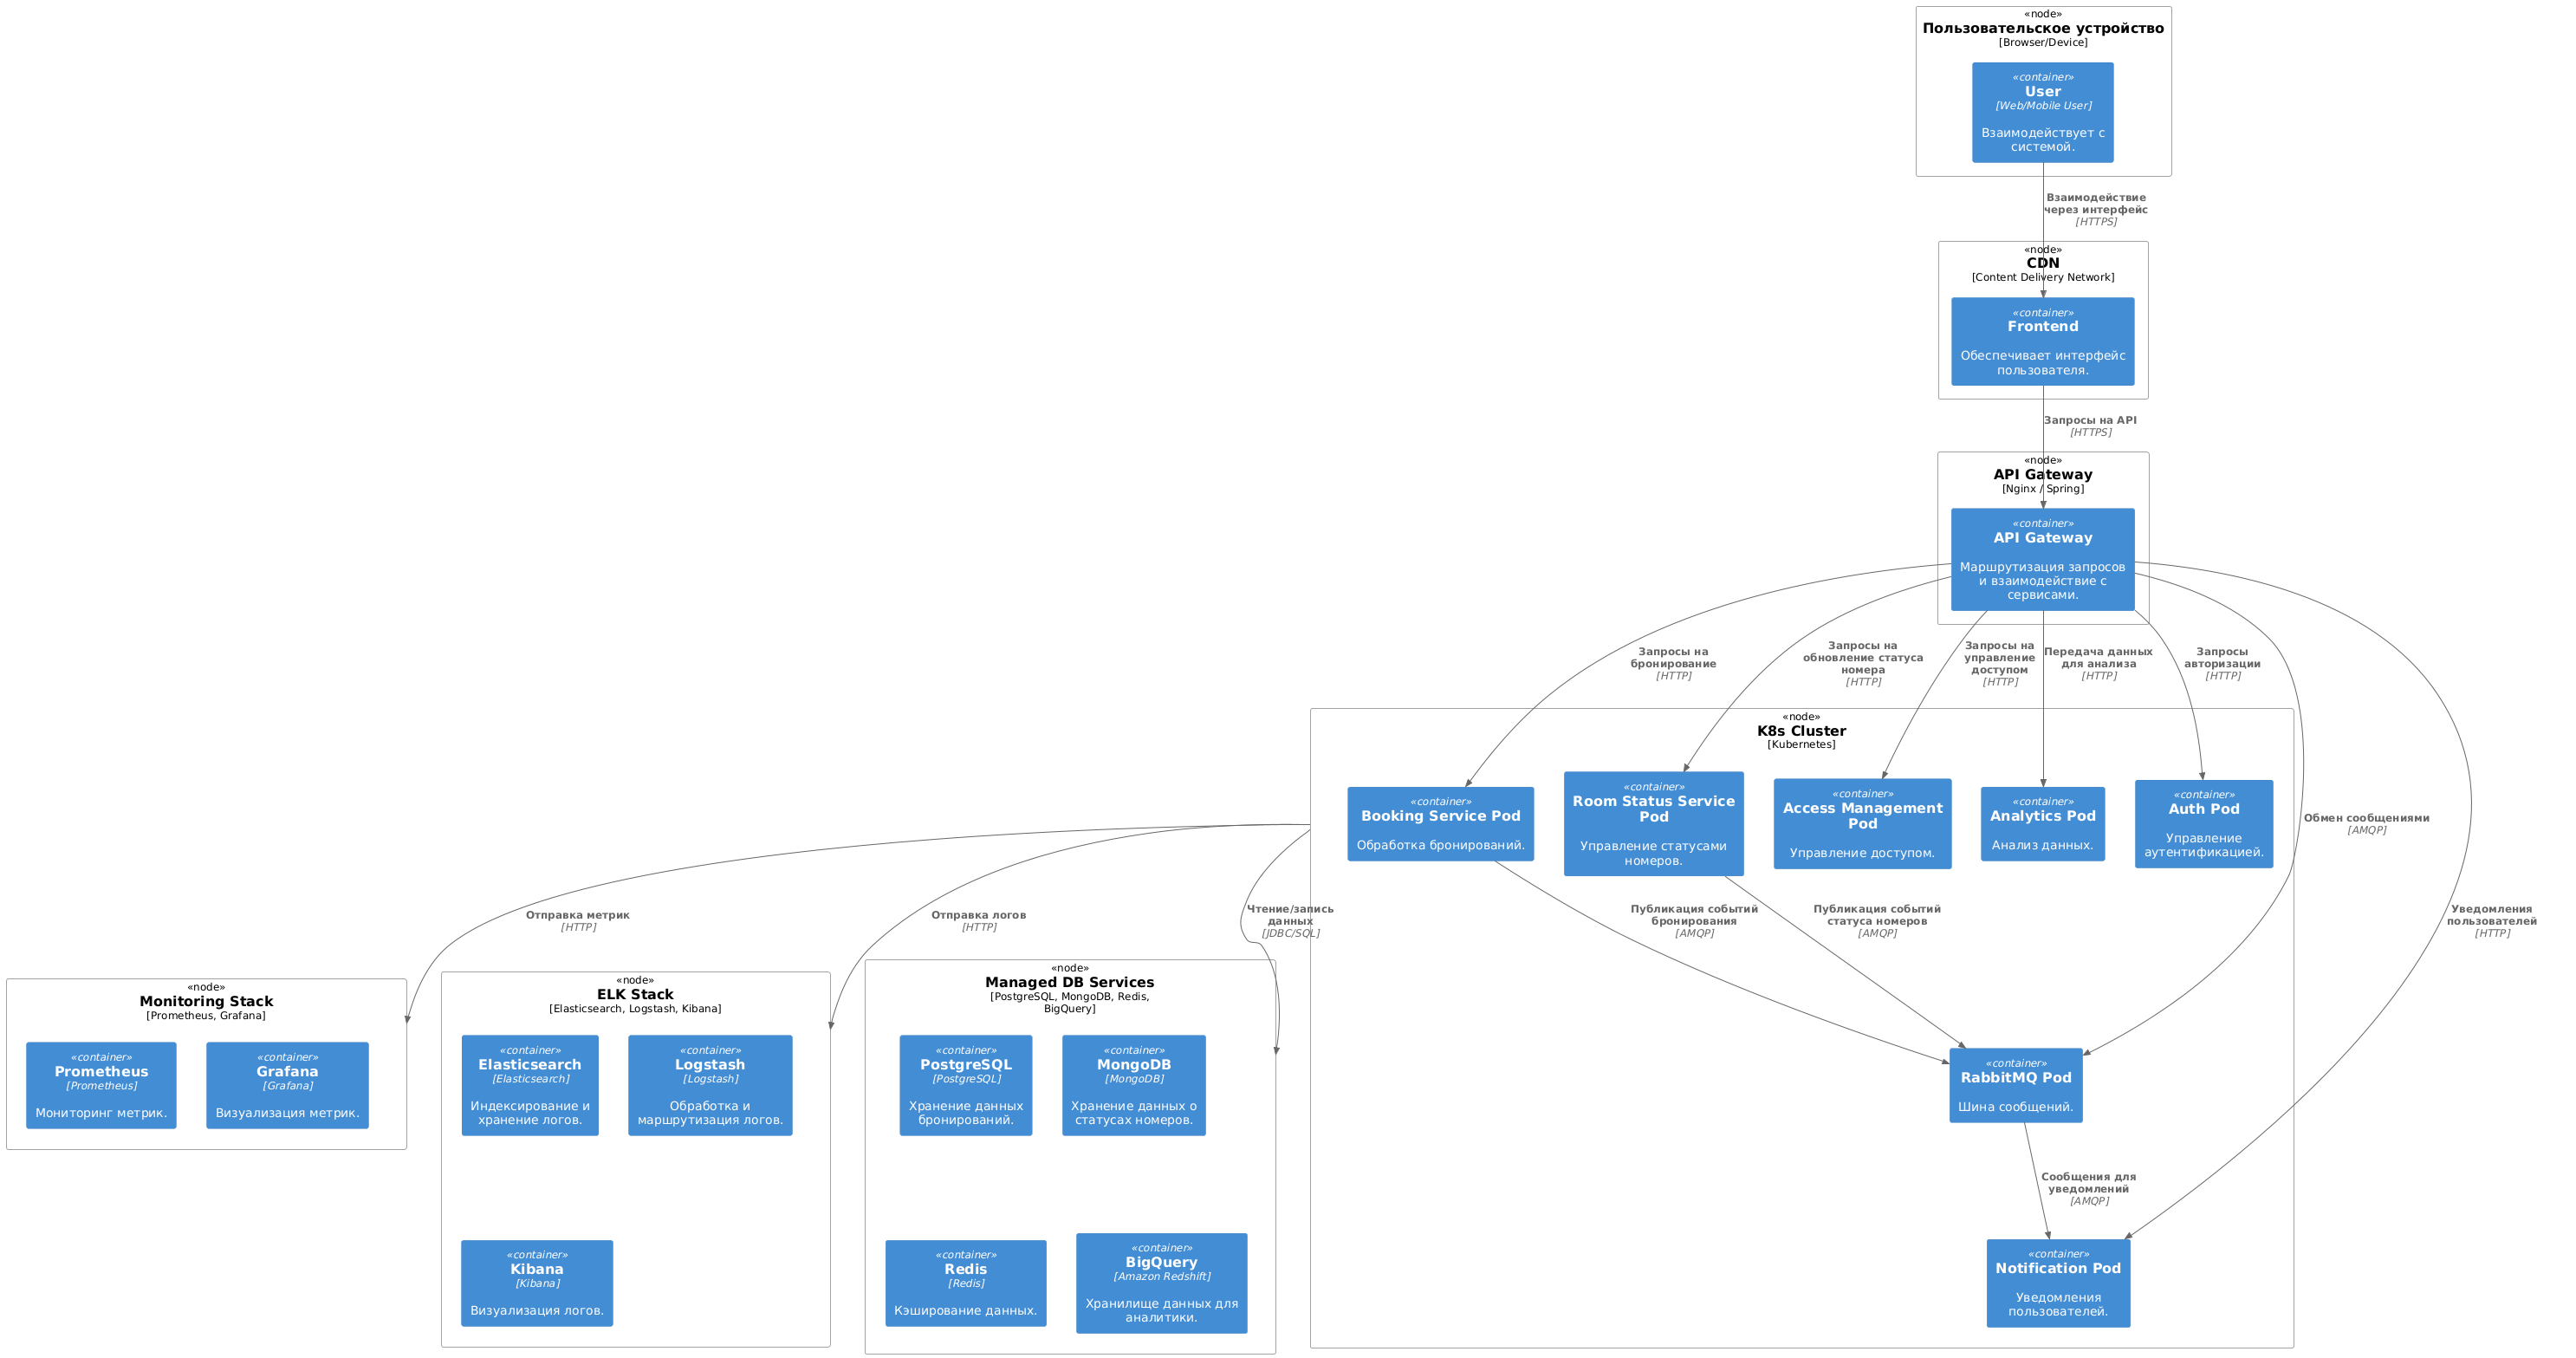 «node»
Пользовательское устройство
[Browser/Device]
«container»
User
[Web/Mobile User]
Взаимодействует с
системой.
Взаимодействие
через интерфейс
[HTTPS]
«node»
CDN
[Content Delivery Network]
«container»
Frontend
Обеспечивает интерфейс
пользователя.
Запросы на API
[HTTPS]
«node»
API Gateway
[Nginx / Spring]
«container»
API Gateway
Маршрутизация запросов
и взаимодействие с
сервисами.
Запросы на
бронирование
[HTTP]
Запросы на
обновление статуса
номера
[HTTP]
Запросы на
управление
доступом
[HTTP]
Передача данных
для анализа
[HTTP]
Запросы
авторизации
[HTTP]
Обмен сообщениями
[AMQP]
Уведомления
пользователей
[HTTP]
«node»
K8s Cluster
[Kubernetes]
«container»
Booking Service Pod
Обработка бронирований.
«container»
Room Status Service
Pod
Управление статусами
номеров.
«container»
Access Management
Pod
Управление доступом.
«container»
Analytics Pod
Анализ данных.
«container»
Auth Pod
Управление
аутентификацией.
Публикация событий
бронирования
[AMQP]
Публикация событий
статуса номеров
[AMQP]
«container»
RabbitMQ Pod
Шина сообщений.
Сообщения для
уведомлений
[AMQP]
«container»
Notification Pod
Уведомления
пользователей.
Отправка метрик
[HTTP]
Отправка логов
[HTTP]
Чтение/запись
данных
[JDBC/SQL]
«node»
Monitoring Stack
[Prometheus, Grafana]
«container»
Prometheus
[Prometheus]
Мониторинг метрик.
«container»
Grafana
[Grafana]
Визуализация метрик.
«node»
ELK Stack
[Elasticsearch, Logstash, Kibana]
«container»
Elasticsearch
[Elasticsearch]
Индексирование и
хранение логов.
«container»
Logstash
[Logstash]
Обработка и
маршрутизация логов.
«container»
Kibana
[Kibana]
Визуализация логов.
«node»
Managed DB Services
[PostgreSQL, MongoDB, Redis,
BigQuery]
«container»
PostgreSQL
[PostgreSQL]
Хранение данных
бронирований.
«container»
MongoDB
[MongoDB]
Хранение данных о
статусах номеров.
«container»
Redis
[Redis]
Кэширование данных.
«container»
BigQuery
[Amazon Redshift]
Хранилище данных для
аналитики.